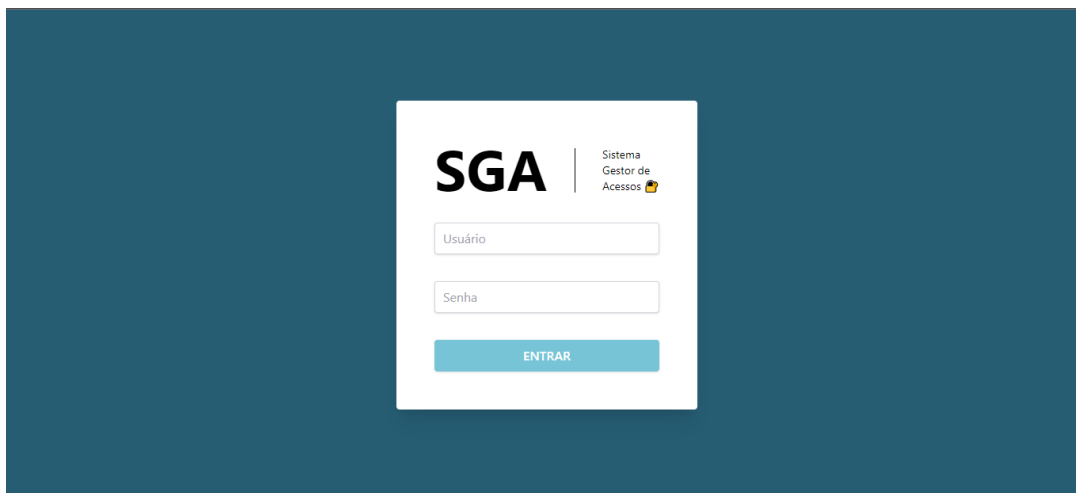 SGA
Sistema
Gestor de
Acessos
Usuário
Senha
ENTRAR